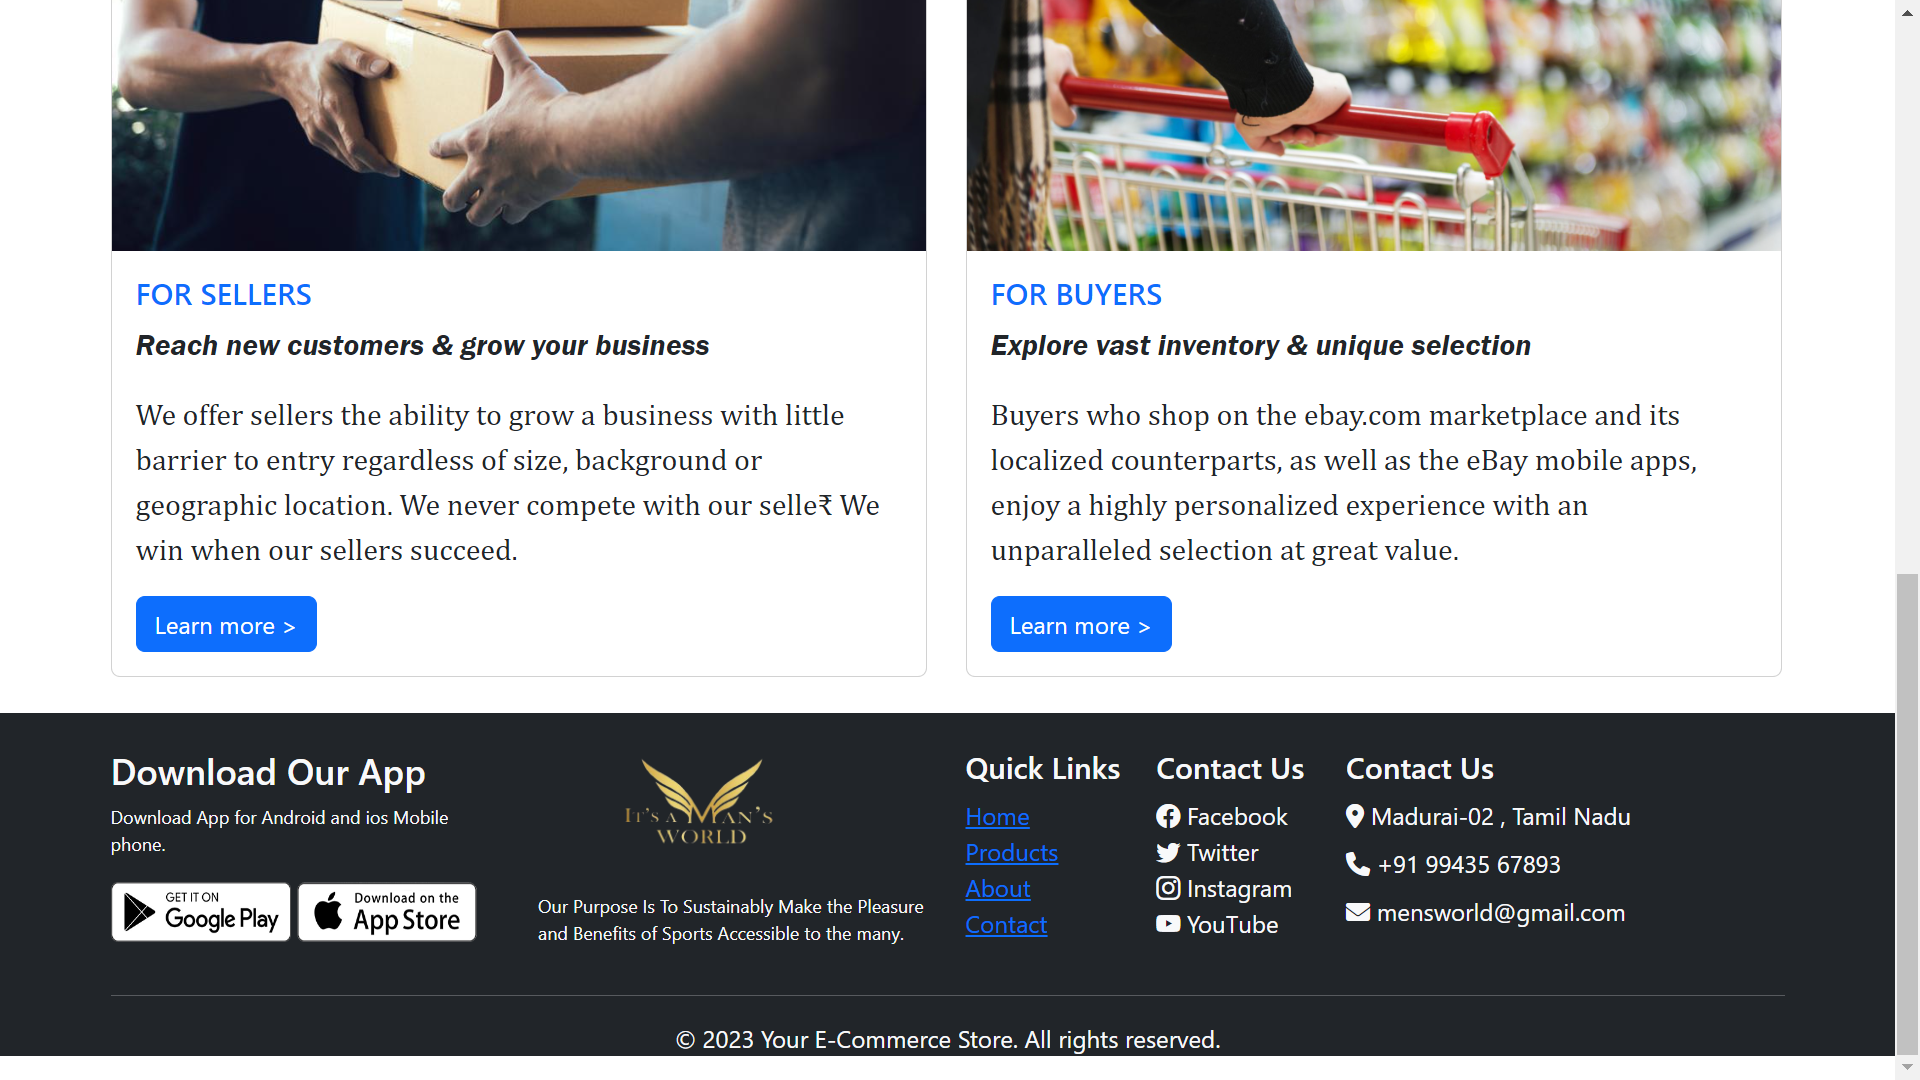 FOR SELLERS
Reach new customers & grow your business
We offer sellers the ability to grow a business with little
barrier to entry regardless of size, background or
geographic location. We never compete with our selle₹ We
win when our sellers succeed.
Learn more >
FOR BUYERS
Explore vast inventory & unique selection
Buyers who shop on the ebay.com marketplace and its
localized counterparts, as well as the eBay mobile apps,
enjoy a highly personalized experience with an
unparalleled selection at great value.
Learn more >
Download Our App
Download App for Android and ios Mobile
phone.
GET IT ON
Google Play
Download on the
App Store
IT'S A MAN'S
WORLD
Our Purpose Is To Sustainably Make the Pleasure
and Benefits of Sports Accessible to the many.
Quick Links
Home
Products
About
Contact
Contact Us
Facebook
Twitter
Instagram
YouTube
Contact Us
Madurai-02 , Tamil Nadu
+91 99435 67893
mensworld@gmail.com
© 2023 Your E-Commerce Store. All rights reserved.